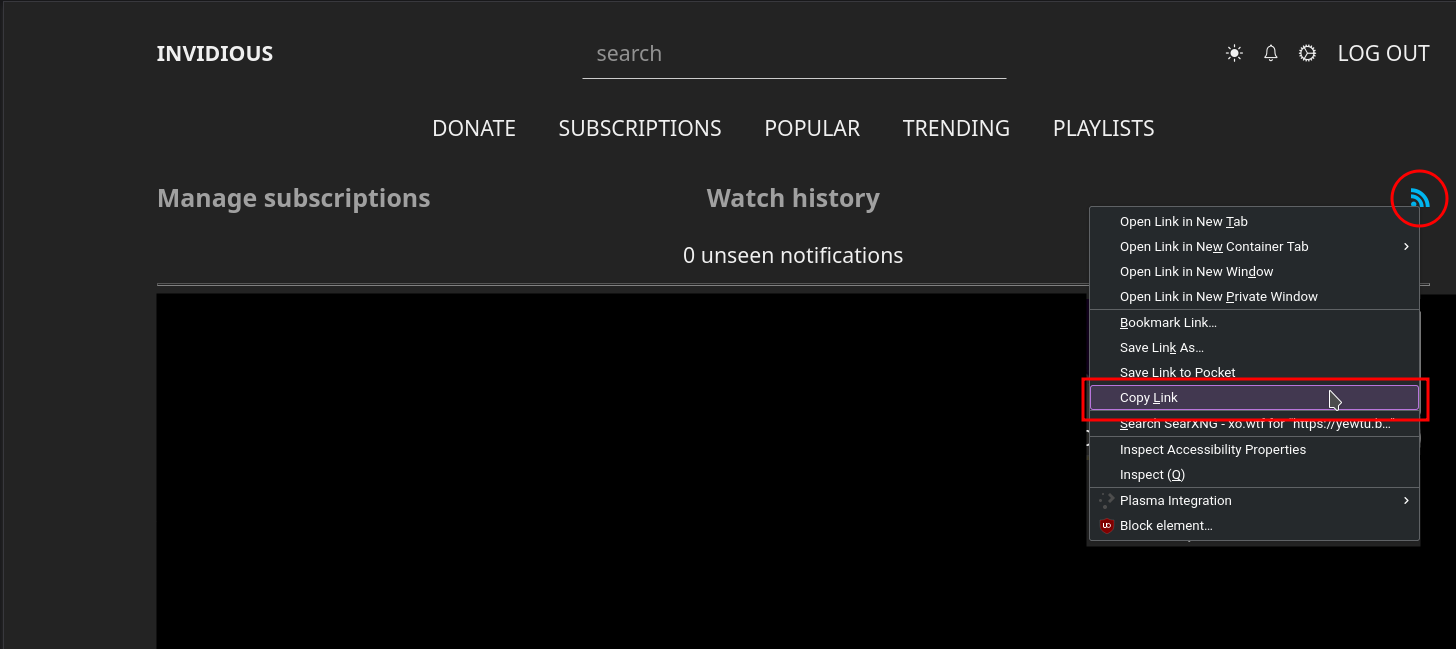 INVIDIOUS
search
LOG OUT
DONATE SUBSCRIPTIONS POPULAR TRENDING PLAYLISTS
Manage subscriptions
Watch history
0 unseen notifications
Open Link in New Tab
Open Link in New Container Tab
Open Link in New Window
Open Link in New Private Window
Bookmark Link…
Save Link As…
Save Link to Pocket
Copy Link
Search SearXNG - xo.wtf for "https://yewtu.b…"
Inspect Accessibility Properties
Inspect (Q)
Plasma Integration
Block element…